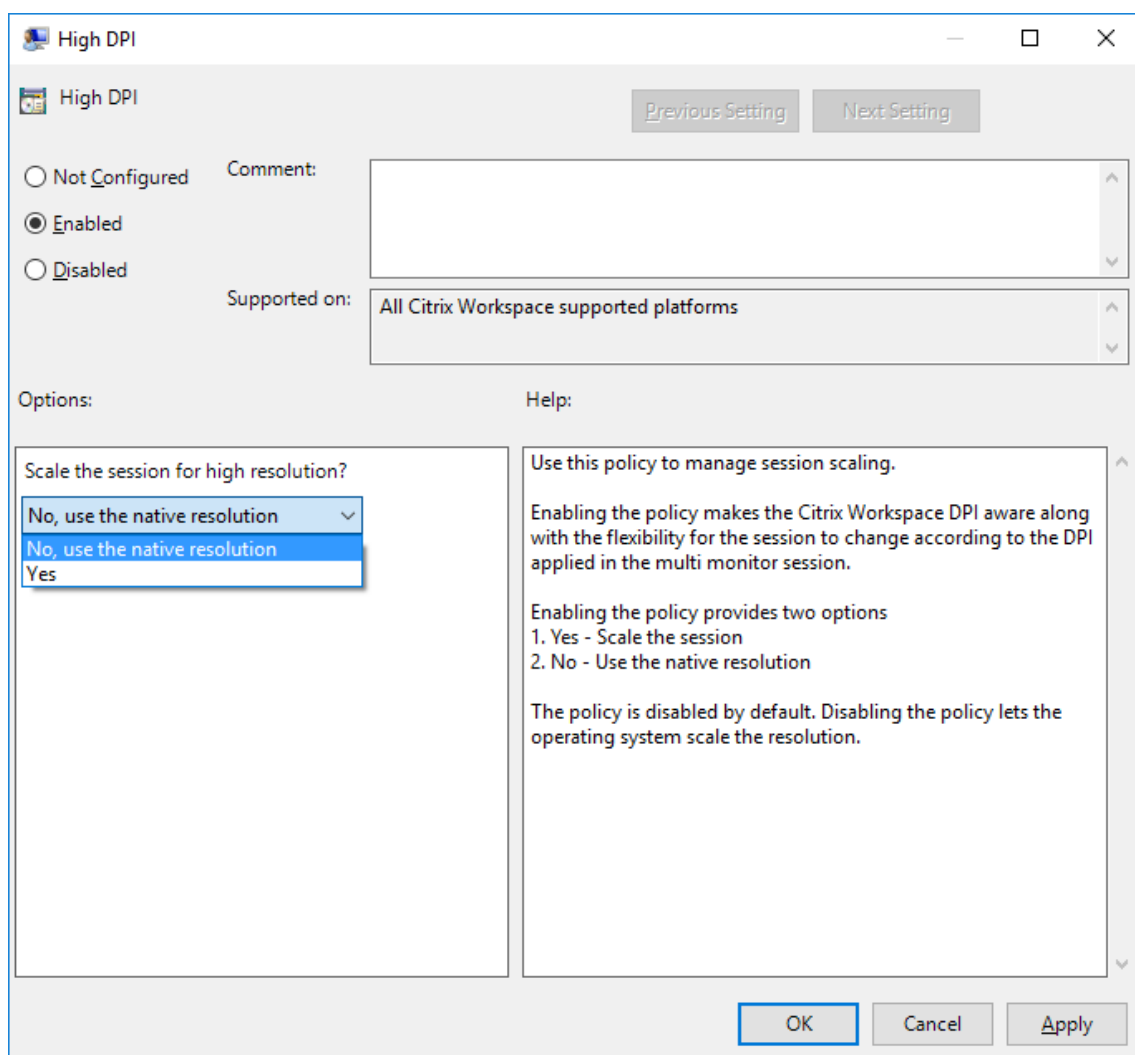 High DPI
High DPI
Previous Setting
Next Setting
Not Configured
Enabled
Disabled
Comment:
Supported on:
All Citrix Workspace supported platforms
Options:
Help:
Scale the session for high resolution?
No, use the native resolution
No, use the native resolution
Yes
Use this policy to manage session scaling.
Enabling the policy makes the Citrix Workspace DPI aware along
with the flexibility for the session to change according to the DPI
applied in the multi monitor session.
Enabling the policy provides two options
1. Yes - Scale the session
2. No - Use the native resolution
The policy is disabled by default. Disabling the policy lets the
operating system scale the resolution.
OK
Cancel
Apply